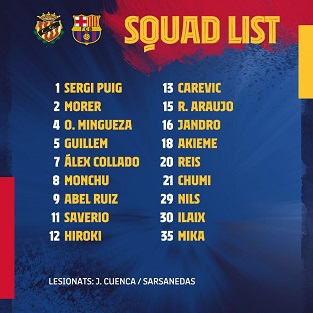 SQUAD LIST
1 SERGI PUIG
2 MORER
4 O. MINGUEZA
5 GUILLEM
7 ÁLEX COLLADO
8 MONCHU
9 ABEL RUIZ
11 SAVERIO
12 HIROKI
13 CAREVIC
15 R. ARAUJO
16 JANDRO
18 AKIEME
20 REIS
21 CHUMI
29 NILS
30 ILAIX
35 MIKA
LESIONATS: J. CUENCA / SARSANEDAS